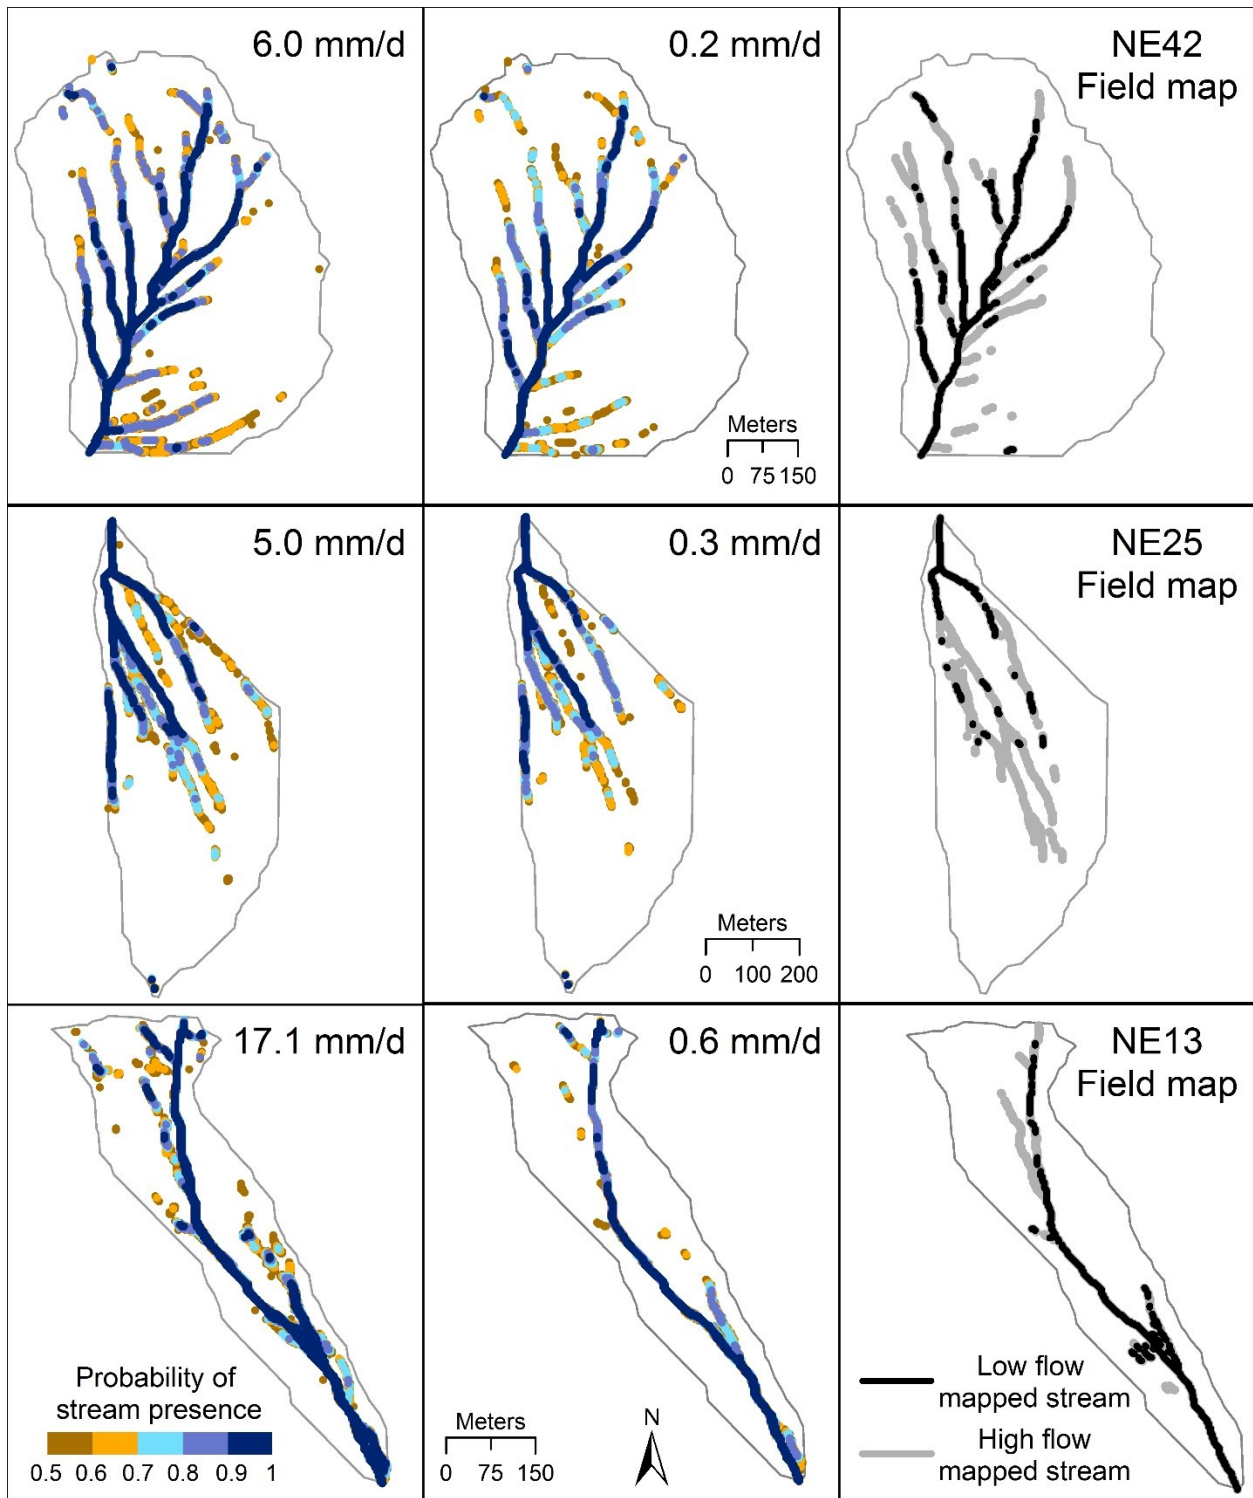 6.0 mm/d
0.2 mm/d
NE42
Field map
Meters
0 75 150
5.0 mm/d
0.3 mm/d
NE25
Field map
Meters
0 100 200
17.1 mm/d
0.6 mm/d
NE13
Field map
Probability of
stream presence
0.5 0.6 0.7 0.8 0.9 1
Meters
0 75 150
N
Low flow
mapped stream
High flow
mapped stream